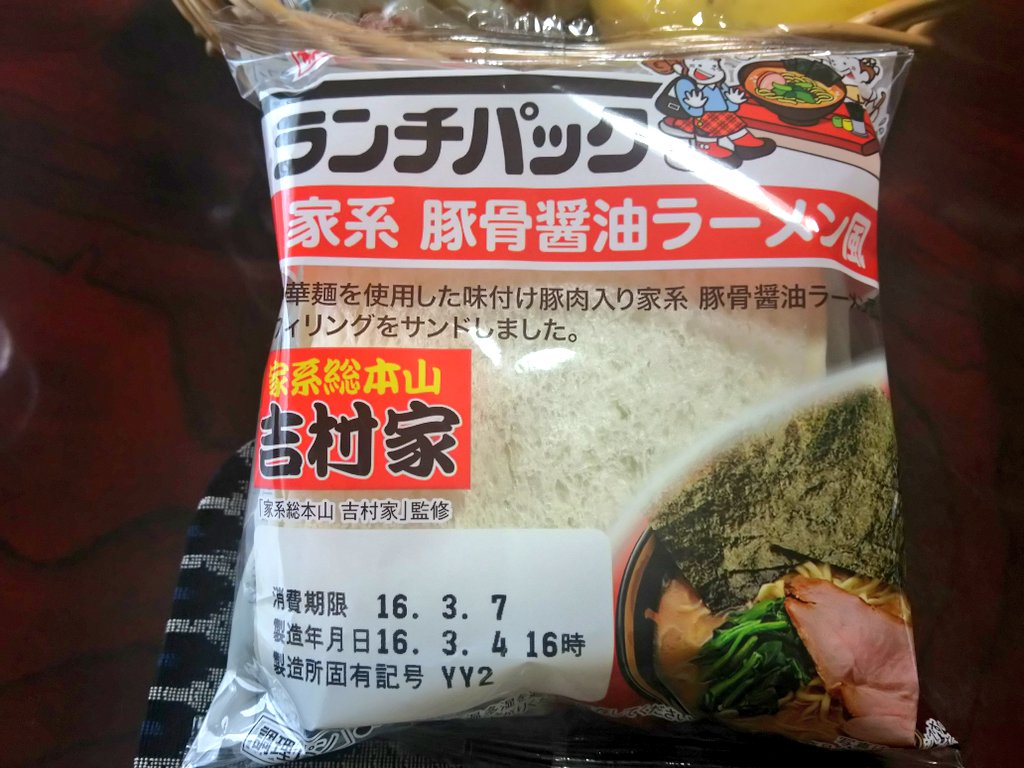 ランチパック
家系 豚骨醤油ラーメン風
華麺を使用した味付け豚肉入り家系 豚骨醤油ラー
ィリングをサンドしました。
家系総本山
吉村家
「家系総本山 吉村家」監修
消費期限 16. 3. 7
製造年月日16. 3. 4 16時
製造所固有記号 YY2